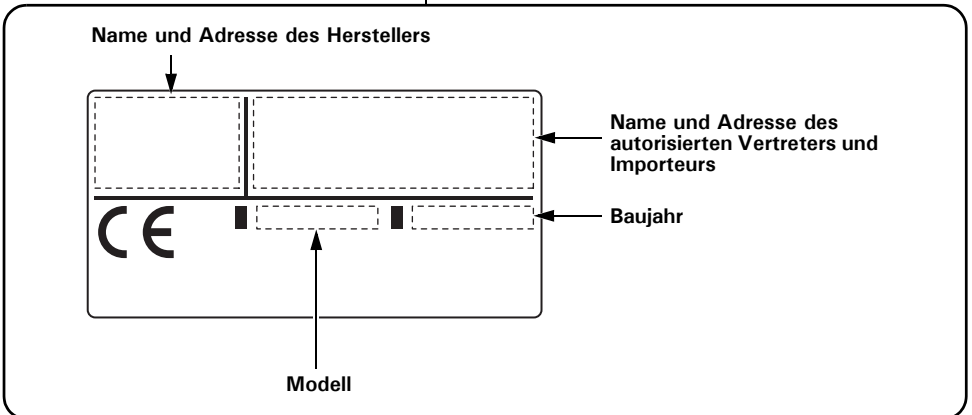 Name und Adresse des Herstellers
Name und Adresse des
autorisierten Vertreters und
Importeurs
CE
Baujahr
Modell